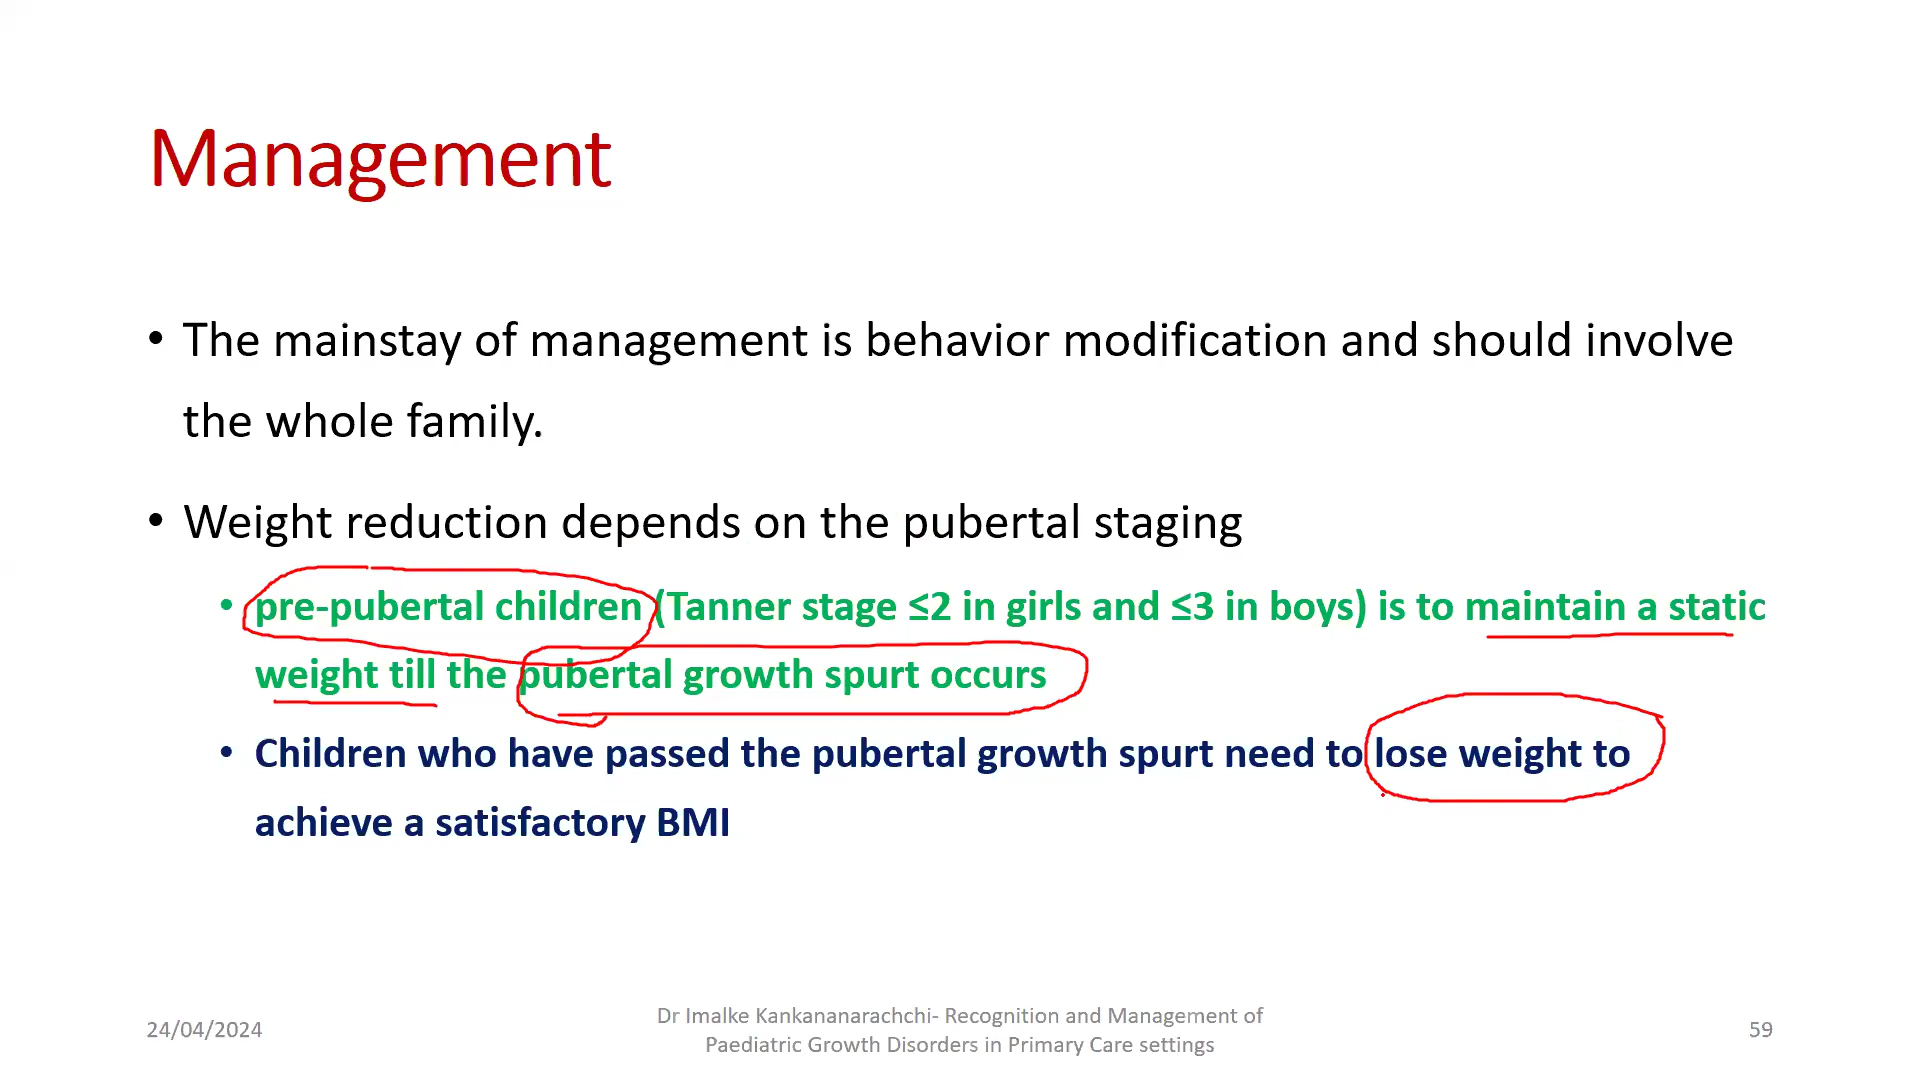 Management
• The mainstay of management is behavior modification and should involve
the whole family.
• Weight reduction depends on the pubertal staging
• pre-pubertal children (Tanner stage ≤2 in girls and ≤3 in boys) is to maintain a static
weight till the pubertal growth spurt occurs
• Children who have passed the pubertal growth spurt need to lose weight to
achieve a satisfactory BMI
24/04/2024
Dr Imalke Kankananarachchi- Recognition and Management of
Paediatric Growth Disorders in Primary Care settings
59